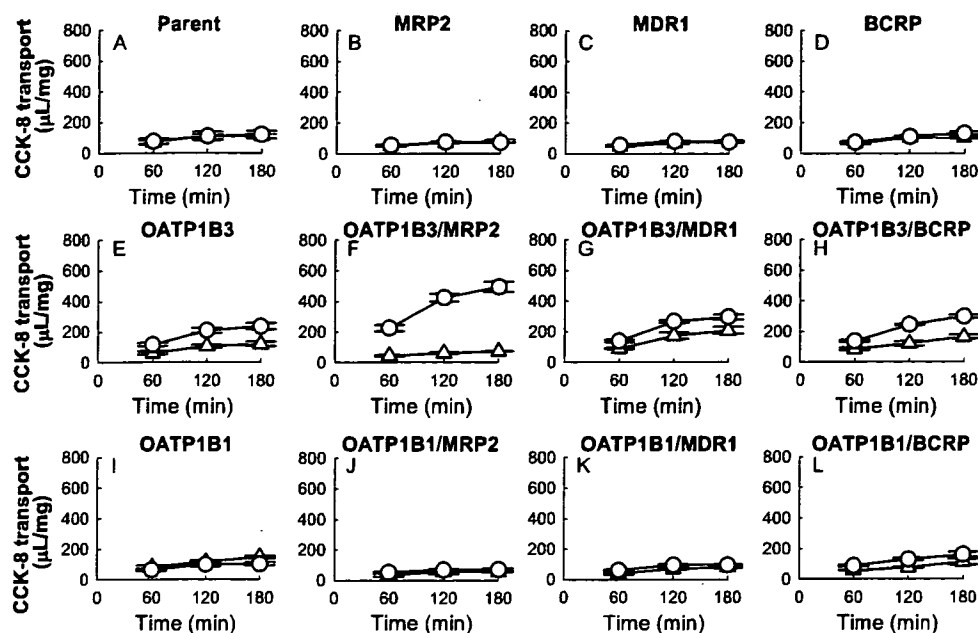 Parent MRP2 MDR1 BCRP
A B C D
CCK-8 transport
(µL/mg)
800 800 800 800
600 600 600 600
400 400 400 400
200 200 200 200
0 0 0 0
0 60 120 180 0 60 120 180 0 60 120 180 0 60 120 180
Time (min) Time (min) Time (min) Time (min)
OATP1B3 OATP1B3/MRP2 OATP1B3/MDR1 OATP1B3/BCRP
E F G H
CCK-8 transport
(µL/mg)
800 800 800 800
600 600 600 600
400 400 400 400
200 200 200 200
0 0 0 0
0 60 120 180 0 60 120 180 0 60 120 180 0 60 120 180
Time (min) Time (min) Time (min) Time (min)
OATP1B1 OATP1B1/MRP2 OATP1B1/MDR1 OATP1B1/BCRP
I J K L
CCK-8 transport
(µL/mg)
800 800 800 800
600 600 600 600
400 400 400 400
200 200 200 200
0 0 0 0
0 60 120 180 0 60 120 180 0 60 120 180 0 60 120 180
Time (min) Time (min) Time (min) Time (min)